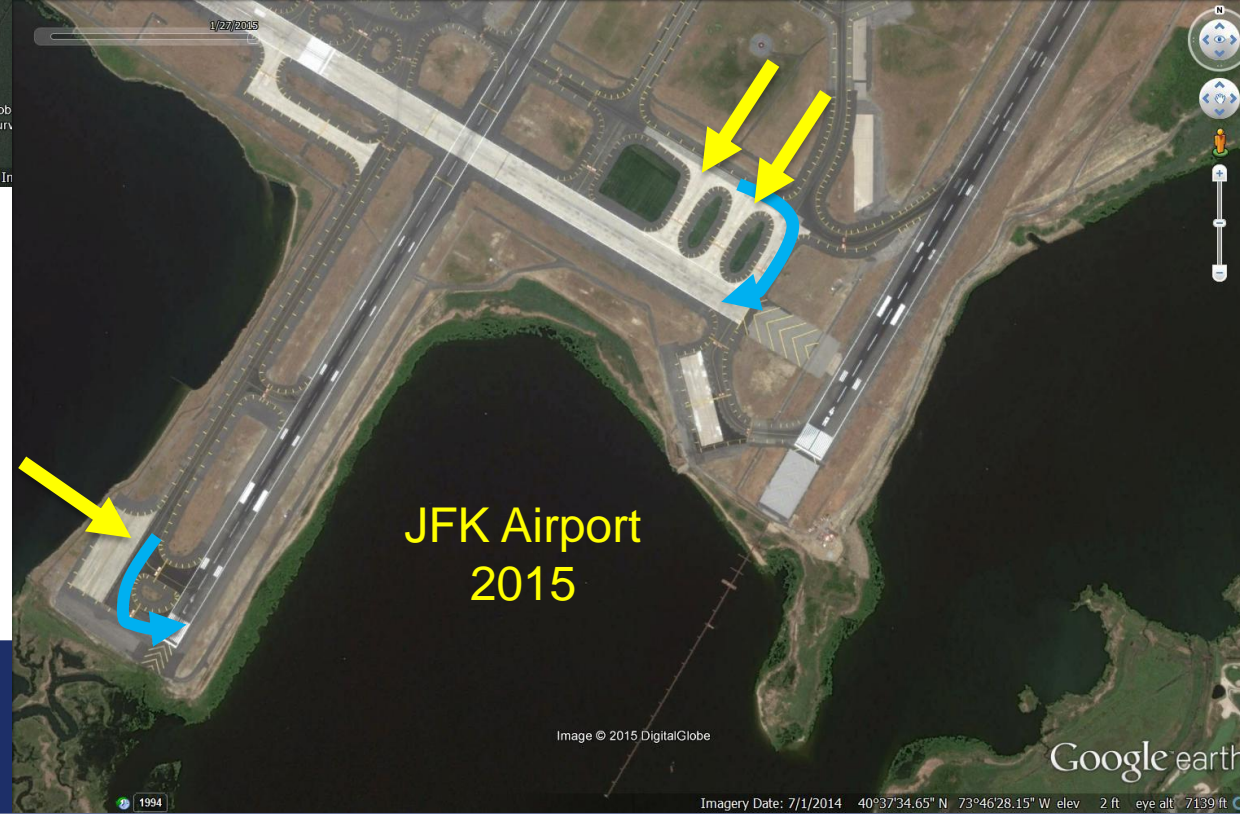 1/27/2015
N
JFK Airport
2015
Image © 2015 DigitalGlobe
Google earth
1994
Imagery Date: 7/1/2014 40°37'34.65" N 73°46'28.15" W elev 2 ft eye alt 7139 ft